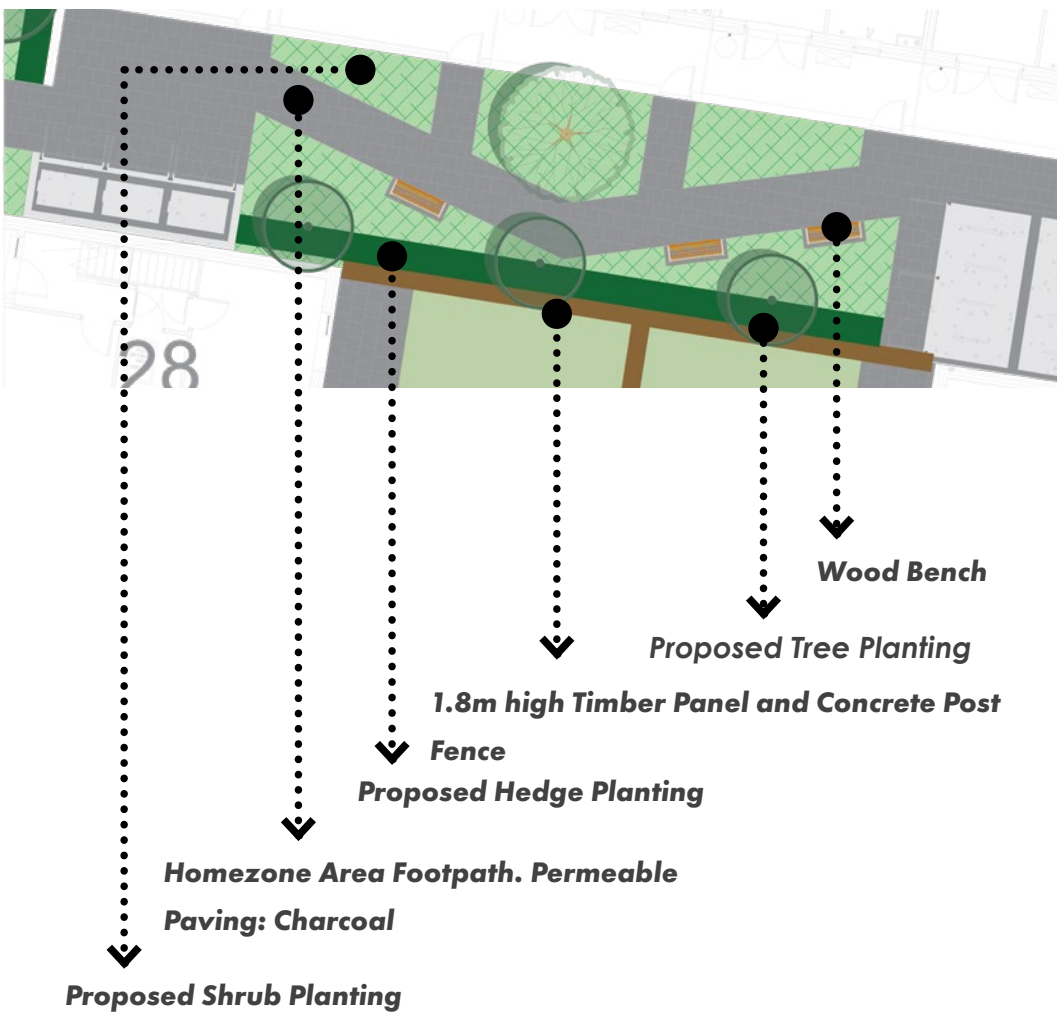 28
Wood Bench
Proposed Tree Planting
1.8m high Timber Panel and Concrete Post
Fence
Proposed Hedge Planting
Homezone Area Footpath. Permeable
Paving: Charcoal
Proposed Shrub Planting